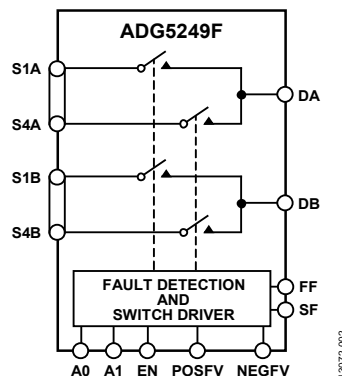 ADG5249F
S1A
DA
S4A
S1B
DB
S4B
FAULT DETECTION
AND
SWITCH DRIVER
FF
SF
A0 A1 EN POSFV NEGFV